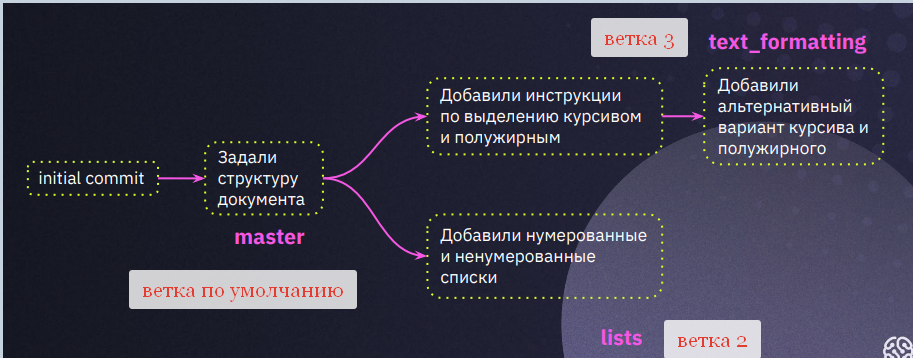 ветка 3
text_formatting
Добавили инструкции
по выделению курсивом
и полужирным
Добавили
альтернативный
вариант курсива и
полужирного
initial commit
Задали
структуру
документа
master
ветка по умолчанию
Добавили нумерованные
и ненумерованные
списки
lists
ветка 2